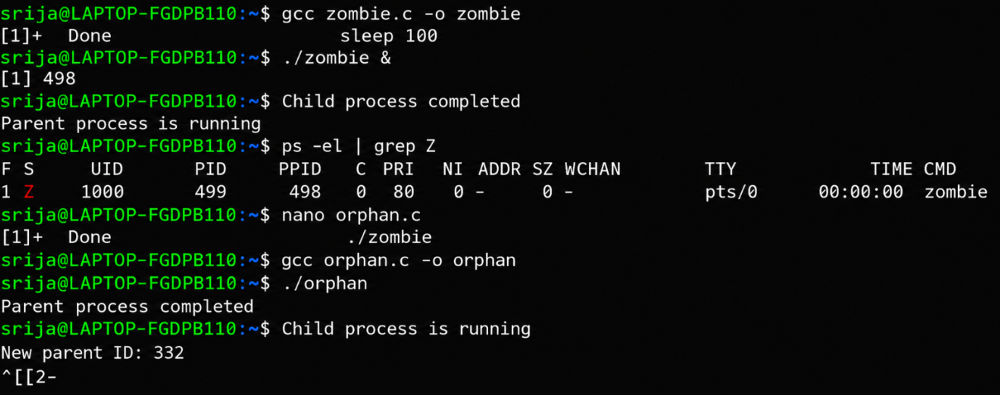 srija@LAPTOP-FGDPB110:~$ gcc zombie.c -o zombie
[1]+  Done                    sleep 100
srija@LAPTOP-FGDPB110:~$ ./zombie &
[1] 498
srija@LAPTOP-FGDPB110:~$ Child process completed
Parent process is running
srija@LAPTOP-FGDPB110:~$ ps -el | grep Z
F S   UID     PID    PPID  C PRI  NI ADDR SZ WCHAN  TTY          TIME CMD
1 Z  1000     499     498  0  80   0 -     0 -      pts/0    00:00:00 zombie
srija@LAPTOP-FGDPB110:~$ nano orphan.c
[1]+  Done                    ./zombie
srija@LAPTOP-FGDPB110:~$ gcc orphan.c -o orphan
srija@LAPTOP-FGDPB110:~$ ./orphan
Parent process completed
srija@LAPTOP-FGDPB110:~$ Child process is running
New parent ID: 332
^[[2-